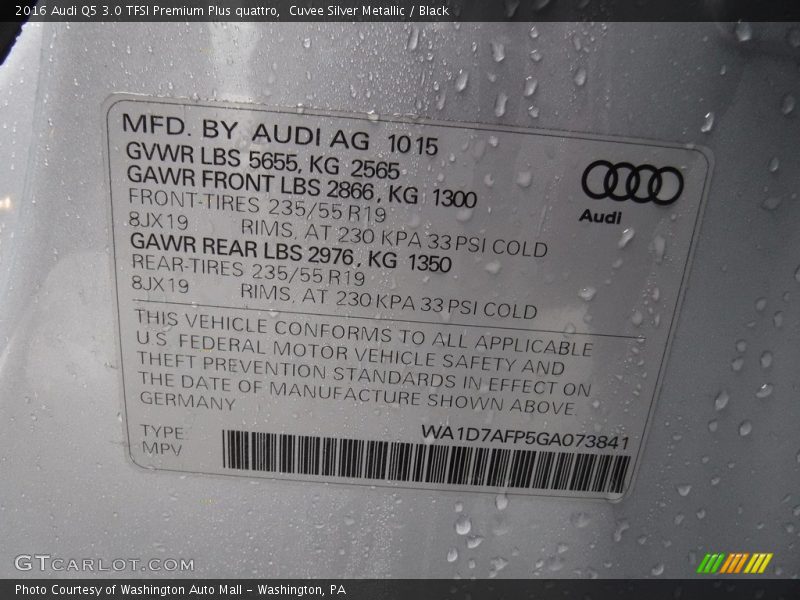 2016 Audi Q5 3.0 TFSI Premium Plus quattro,  Cuvee Silver Metallic / Black
MFD. BY AUDI AG 1015
GVWR LBS 5655, KG 2565
GAWR FRONT LBS 2866, KG 1300
FRONT-TIRES 235/55 R19
8JX19 RIMS, AT 230 KPA 33 PSI COLD
GAWR REAR LBS 2976, KG 1350
REAR-TIRES 235/55 R19
8JX19 RIMS, AT 230 KPA 33 PSI COLD
Audi
THIS VEHICLE CONFORMS TO ALL APPLICABLE
U.S. FEDERAL MOTOR VEHICLE SAFETY AND
THEFT PREVENTION STANDARDS IN EFFECT ON
THE DATE OF MANUFACTURE SHOWN ABOVE.
GERMANY
WA1D7AFP5GA073841
TYPE
MPV
GTCARLOT.COM
Photo Courtesy of Washington Auto Mall - Washington, PA